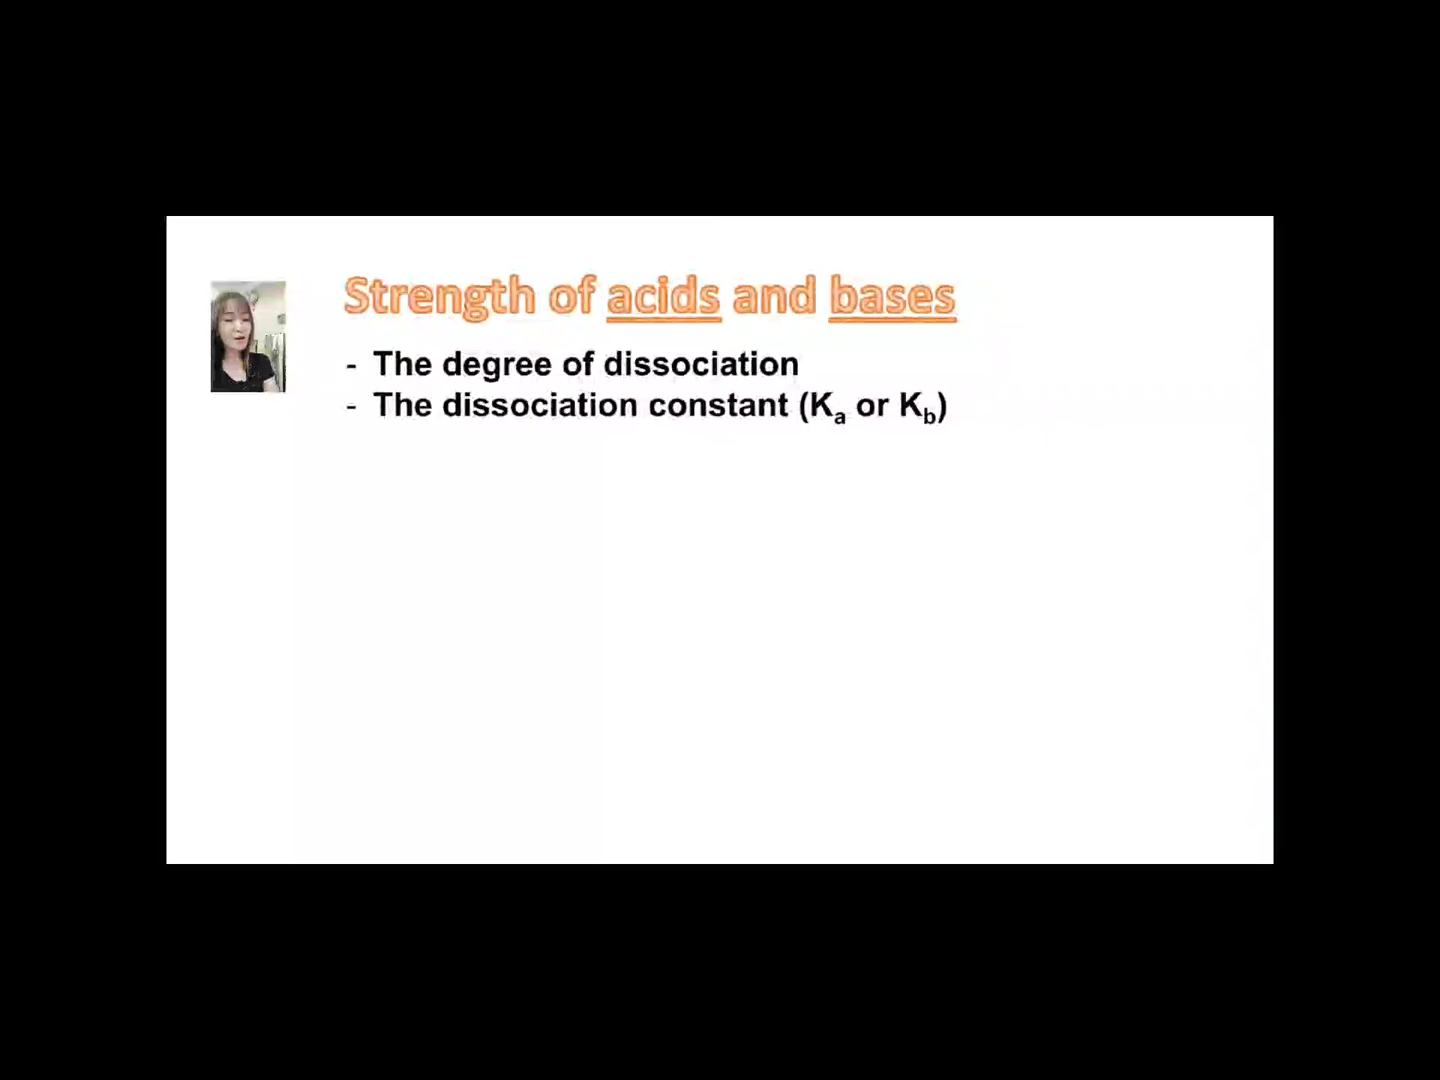 Strength of acids and bases
- The degree of dissociation
- The dissociation constant (Ka or Kb)